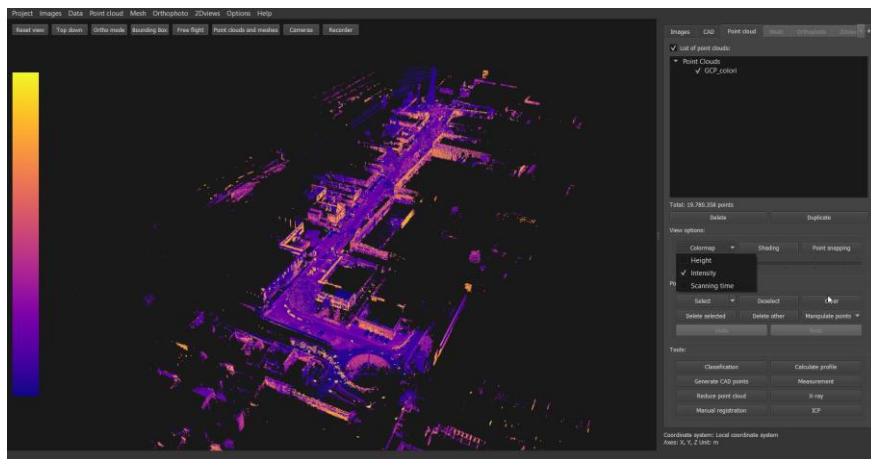 Project Images Data Point cloud Mesh Orthophoto 2Dviews Options Help
Reset view Top down Ortho mode Bounding Box Free flight Point clouds and meshes Cameras Recorder
Images CAD Point cloud Mesh Orthophoto
List of point clouds:
Point Clouds
GCP_colori
Total: 19.789.358 points
Delete Duplicate
View options:
Colormap Shading Point snapping
Height
Intensity
Scanning time
Select Deselect
Delete selected Delete other Manipulate points
Tools:
Classification Calculate profile
Generate CAD points Measurement
Reduce point cloud X-ray
Manual registration ICP
Coordinate system: Local coordinate system
Axes: X, Y, Z Unit: m